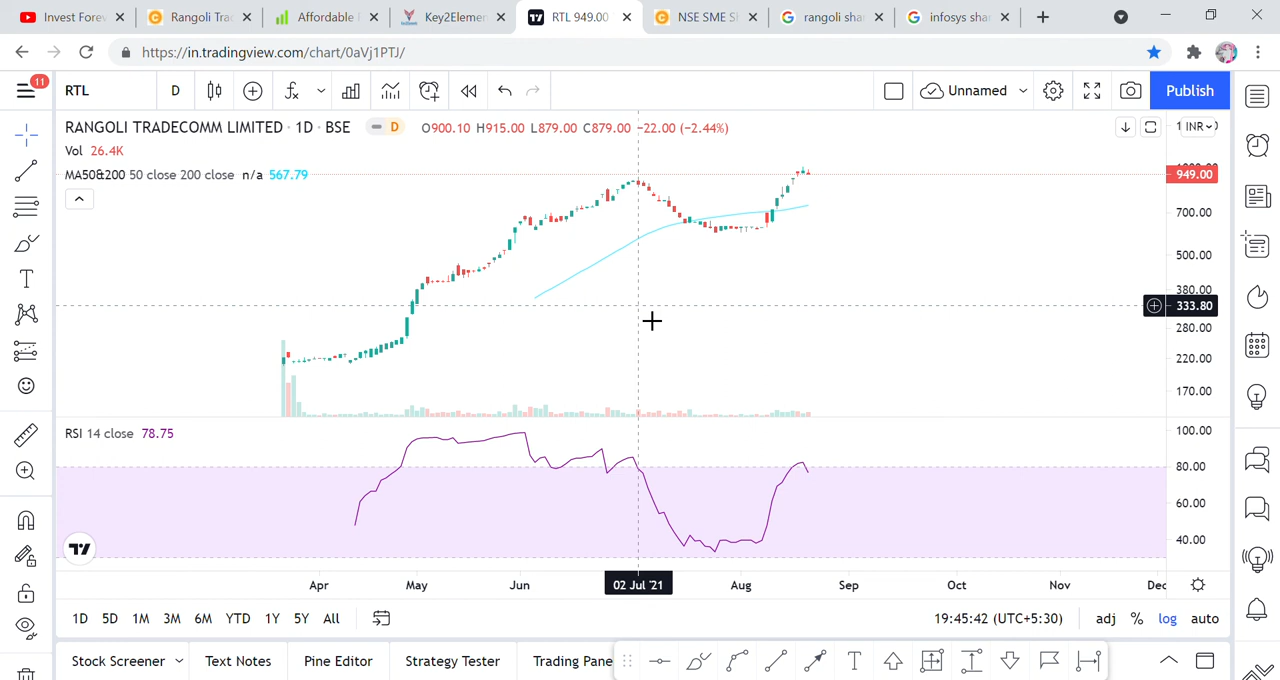 Invest Forev
Rangoli Trad
Affordable
Key2Elemen
RTL 949.00
NSE SME S
rangoli sha
infosys sha
https://in.tradingview.com/chart/0aVj1PTJ/
11
RTL
D
Unnamed
Publish
RANGOLI TRADECOMM LIMITED · 1D · BSE
D
O900.10 H915.00 L879.00 C879.00 −22.00 (−2.44%)
INR
Vol 26.4K
MA50&200 50 close 200 close n/a 567.79
949.00
700.00
500.00
380.00
333.80
280.00
220.00
170.00
RSI 14 close 78.75
100.00
80.00
60.00
40.00
Apr May Jun 02 Jul '21 Aug Sep Oct Nov Dec
1D 5D 1M 3M 6M YTD 1Y 5Y All
19:45:42 (UTC+5:30)
adj % log auto
Stock Screener
Text Notes
Pine Editor
Strategy Tester
Trading Pane